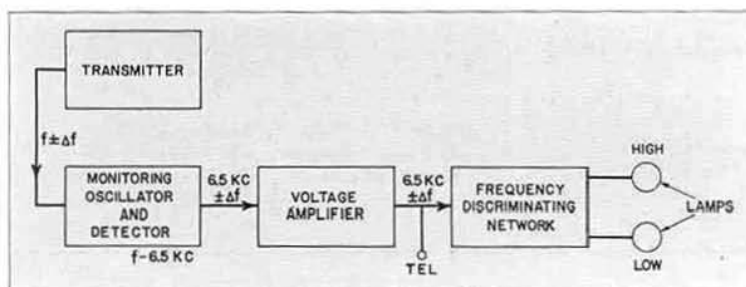 TRANSMITTER
f±Δf
MONITORING
OSCILLATOR
AND
DETECTOR
f-6.5 KC
6.5 KC
±Δf
VOLTAGE
AMPLIFIER
6.5 KC
±Δf
TEL
FREQUENCY
DISCRIMINATING
NETWORK
HIGH
LAMPS
LOW